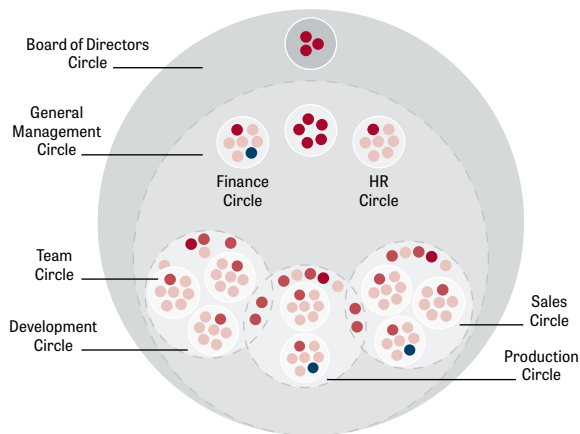 Board of Directors
Circle
General
Management
Circle
Finance
Circle
HR
Circle
Team
Circle
Development
Circle
Sales
Circle
Production
Circle